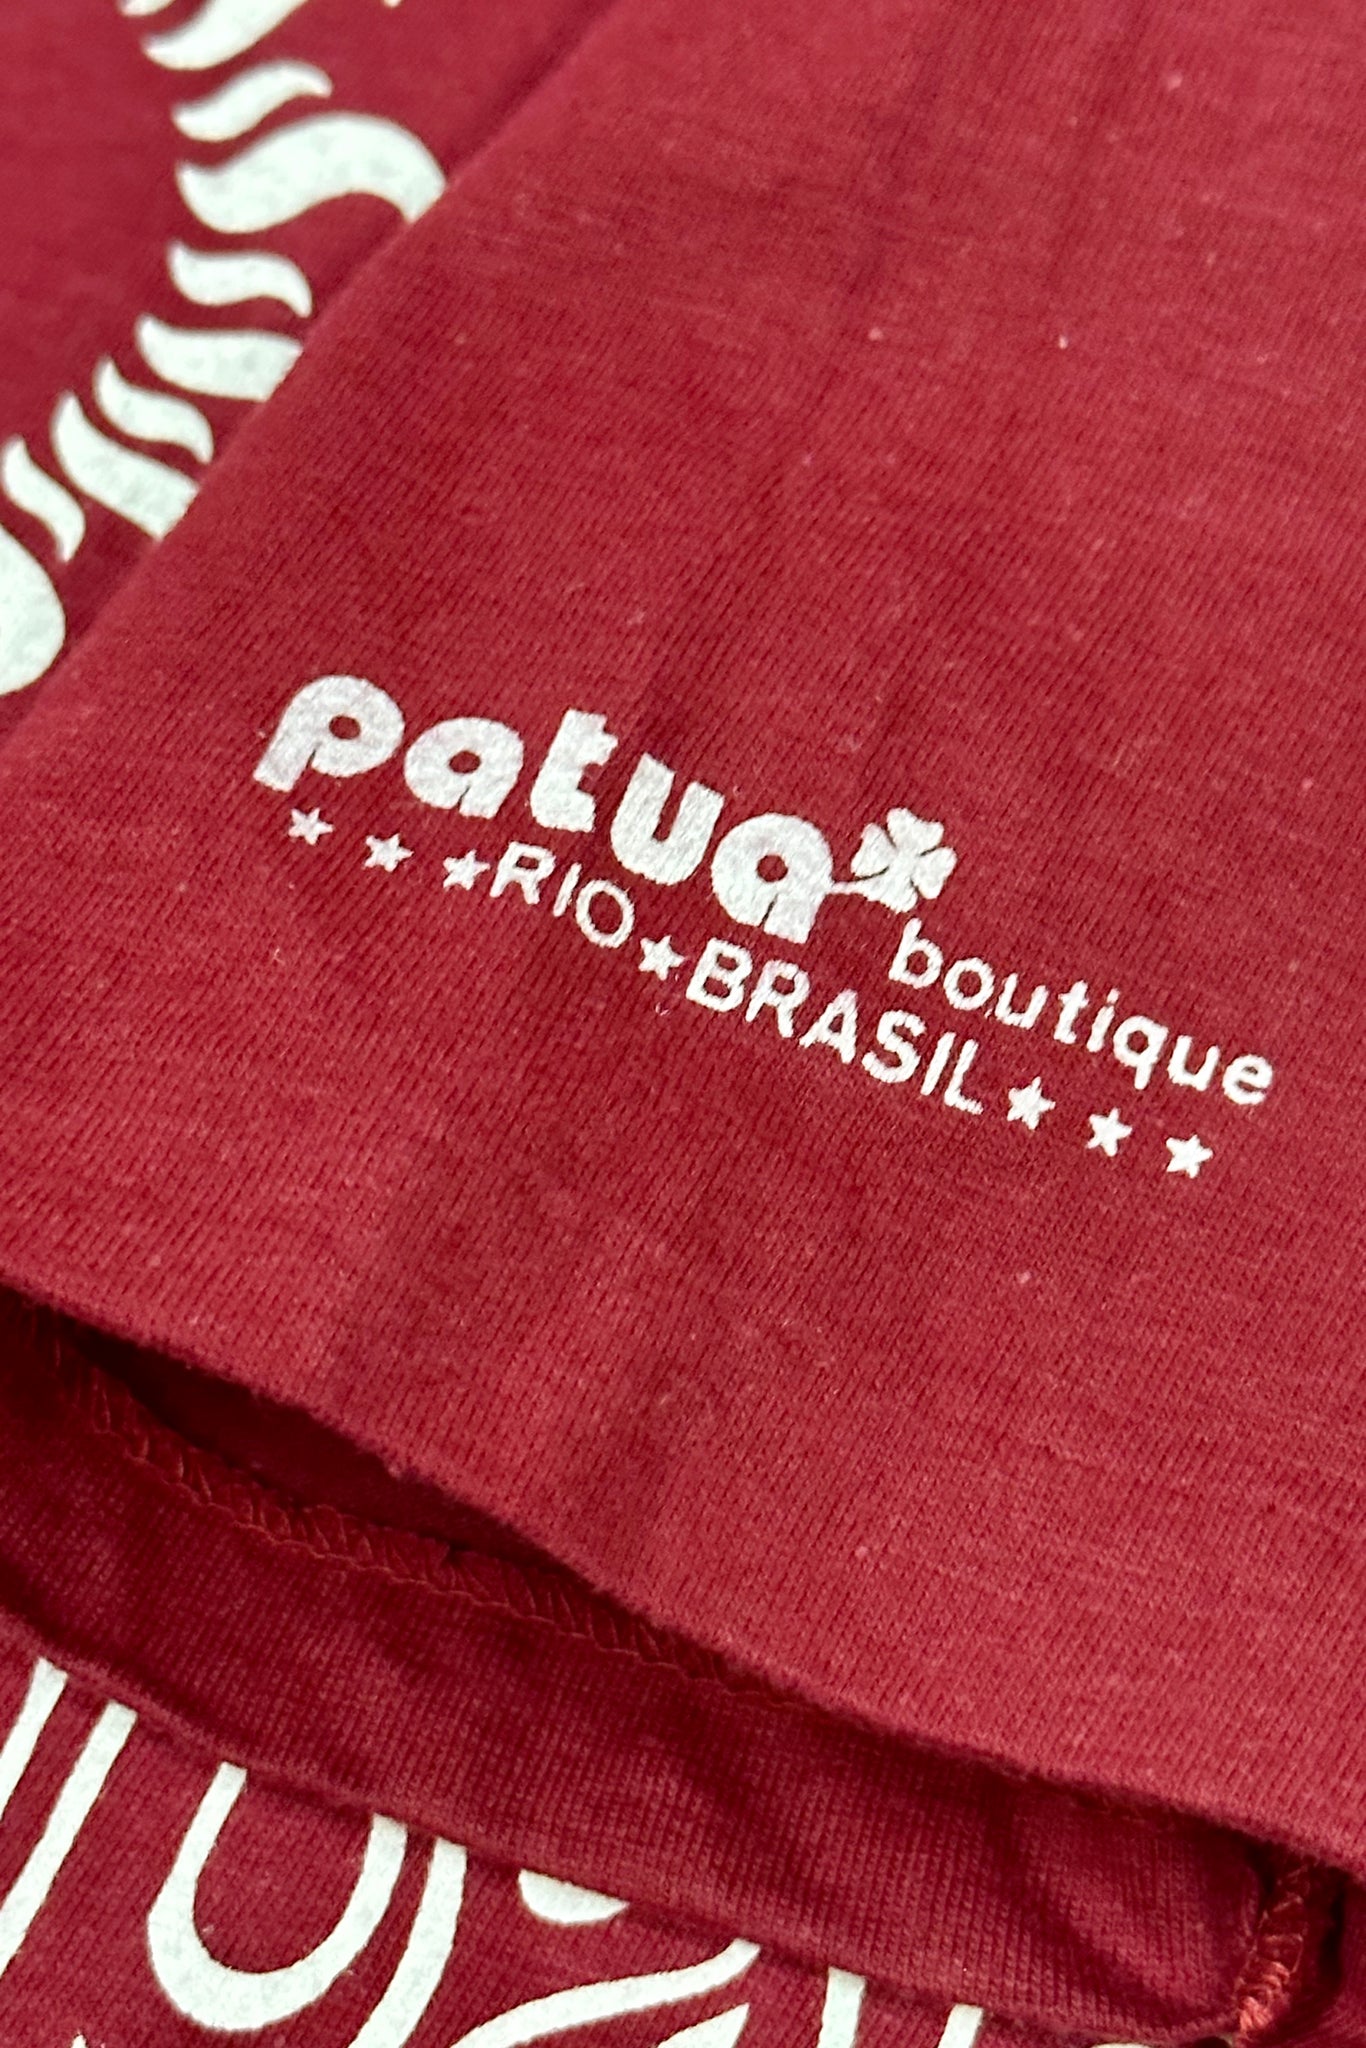 patua
boutique
★ ★ ★RIO★BRASIL★ ★ ★